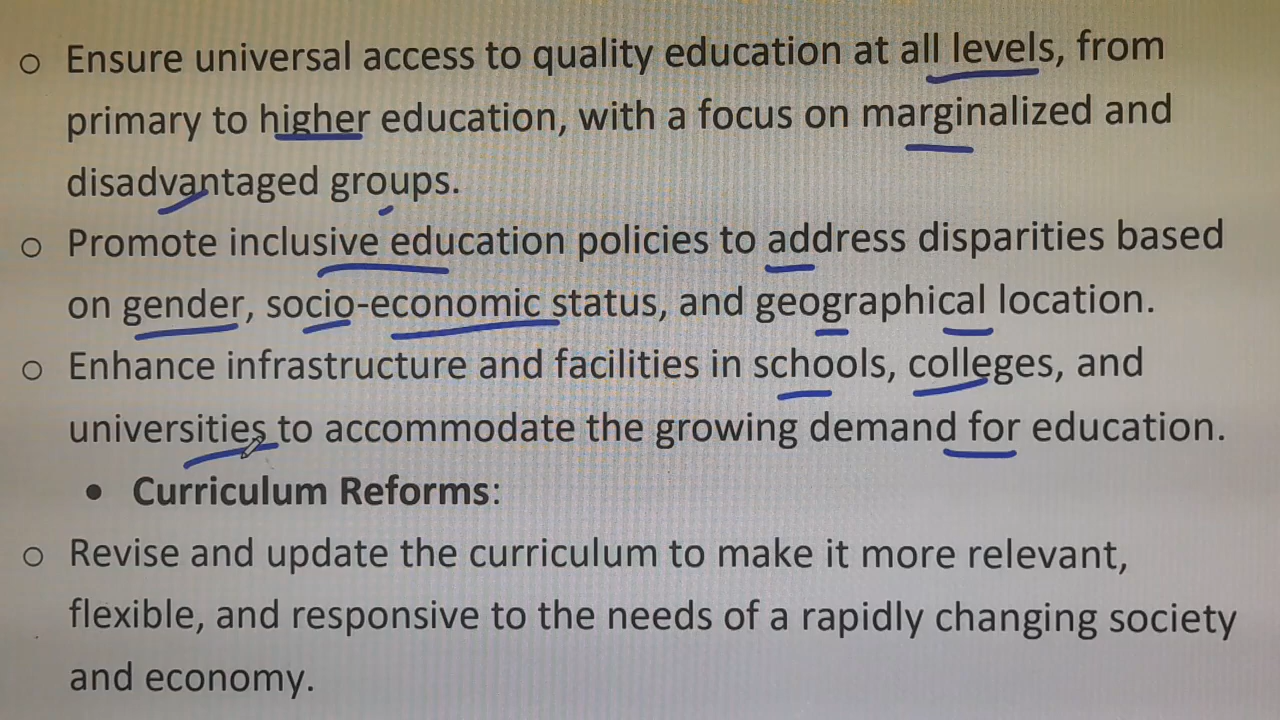 ○ Ensure universal access to quality education at all levels, from
primary to higher education, with a focus on marginalized and
disadvantaged groups.
○ Promote inclusive education policies to address disparities based
on gender, socio-economic status, and geographical location.
○ Enhance infrastructure and facilities in schools, colleges, and
universities to accommodate the growing demand for education.
• Curriculum Reforms:
○ Revise and update the curriculum to make it more relevant,
flexible, and responsive to the needs of a rapidly changing society
and economy.